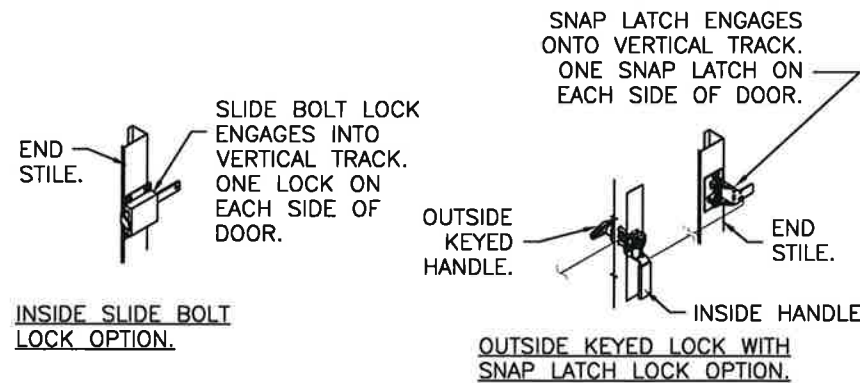 END
STILE.
SLIDE BOLT LOCK
ENGAGES INTO
VERTICAL TRACK.
ONE LOCK ON
EACH SIDE OF
DOOR.
INSIDE SLIDE BOLT
LOCK OPTION.
SNAP LATCH ENGAGES
ONTO VERTICAL TRACK.
ONE SNAP LATCH ON
EACH SIDE OF DOOR.
OUTSIDE
KEYED
HANDLE.
END
STILE.
INSIDE HANDLE
OUTSIDE KEYED LOCK WITH
SNAP LATCH LOCK OPTION.